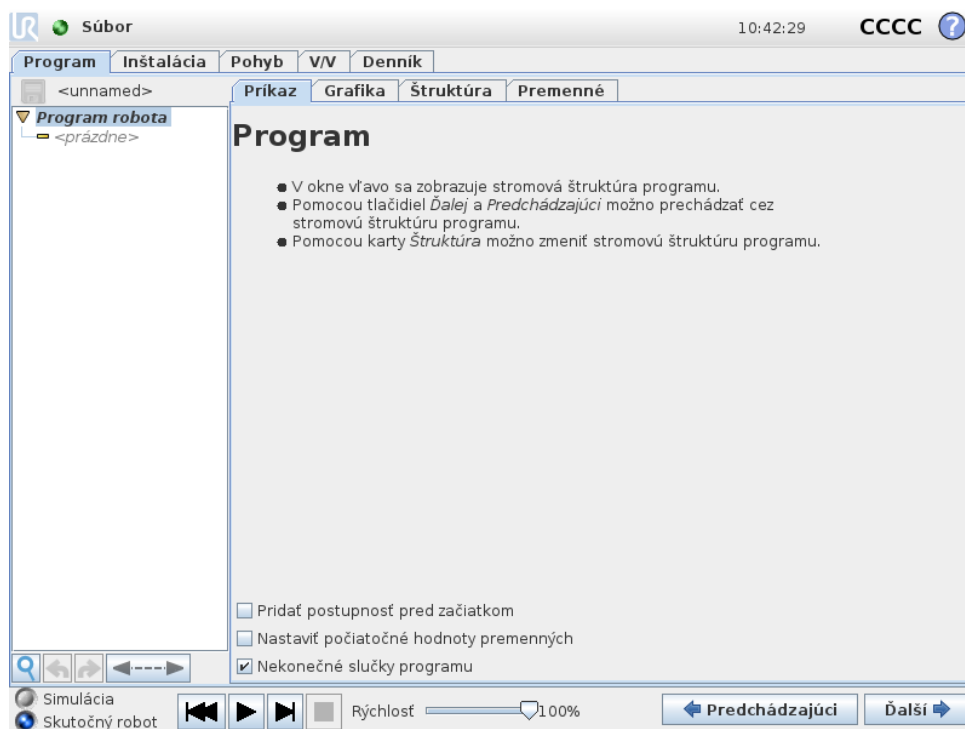 UR Súbor 10:42:29 CCCC ?
Program Inštalácia Pohyb V/V Denník
<unnamed>
Príkaz Grafika Štruktúra Premenné
Program robota
<prázdne>
Program
V okne vľavo sa zobrazuje stromová štruktúra programu.
Pomocou tlačidiel Ďalej a Predchádzajúci možno prechádzať cez
stromovú štruktúru programu.
Pomocou karty Štruktúra možno zmeniť stromovú štruktúru programu.
Pridať postupnosť pred začiatkom
Nastaviť počiatočné hodnoty premenných
Nekonečné slučky programu
Simulácia
Skutočný robot
Rýchlosť 100%
Predchádzajúci Ďalší